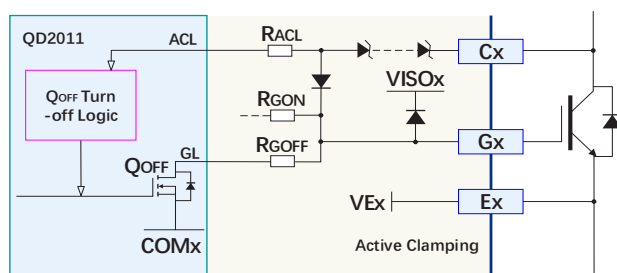 QD2011
ACL
RACL
Cx
VISOx
QOFF Turn
-off Logic
RGON
GL
RGOFF
Gx
QOFF
VEx
Ex
COMx
Active Clamping